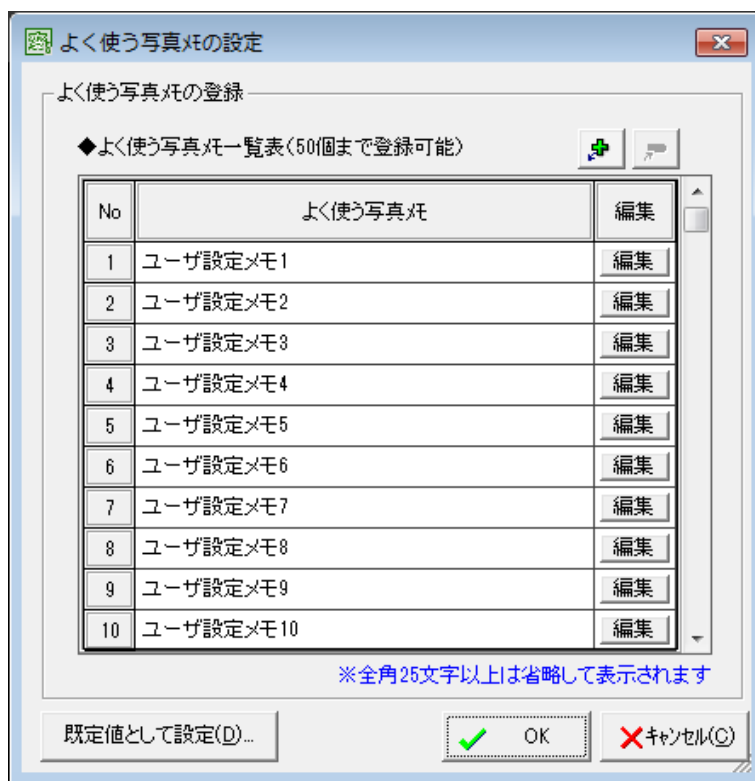 よく使う写真ﾒﾓの設定
よく使う写真ﾒﾓの登録
◆よく使う写真ﾒﾓ一覧表(50個まで登録可能)
No よく使う写真ﾒﾓ 編集
1 ユーザ設定メモ1 編集
2 ユーザ設定メモ2 編集
3 ユーザ設定メモ3 編集
4 ユーザ設定メモ4 編集
5 ユーザ設定メモ5 編集
6 ユーザ設定メモ6 編集
7 ユーザ設定メモ7 編集
8 ユーザ設定メモ8 編集
9 ユーザ設定メモ9 編集
10 ユーザ設定メモ10 編集
※全角25文字以上は省略して表示されます
既定値として設定(D)... OK ｷｬﾝｾﾙ(C)